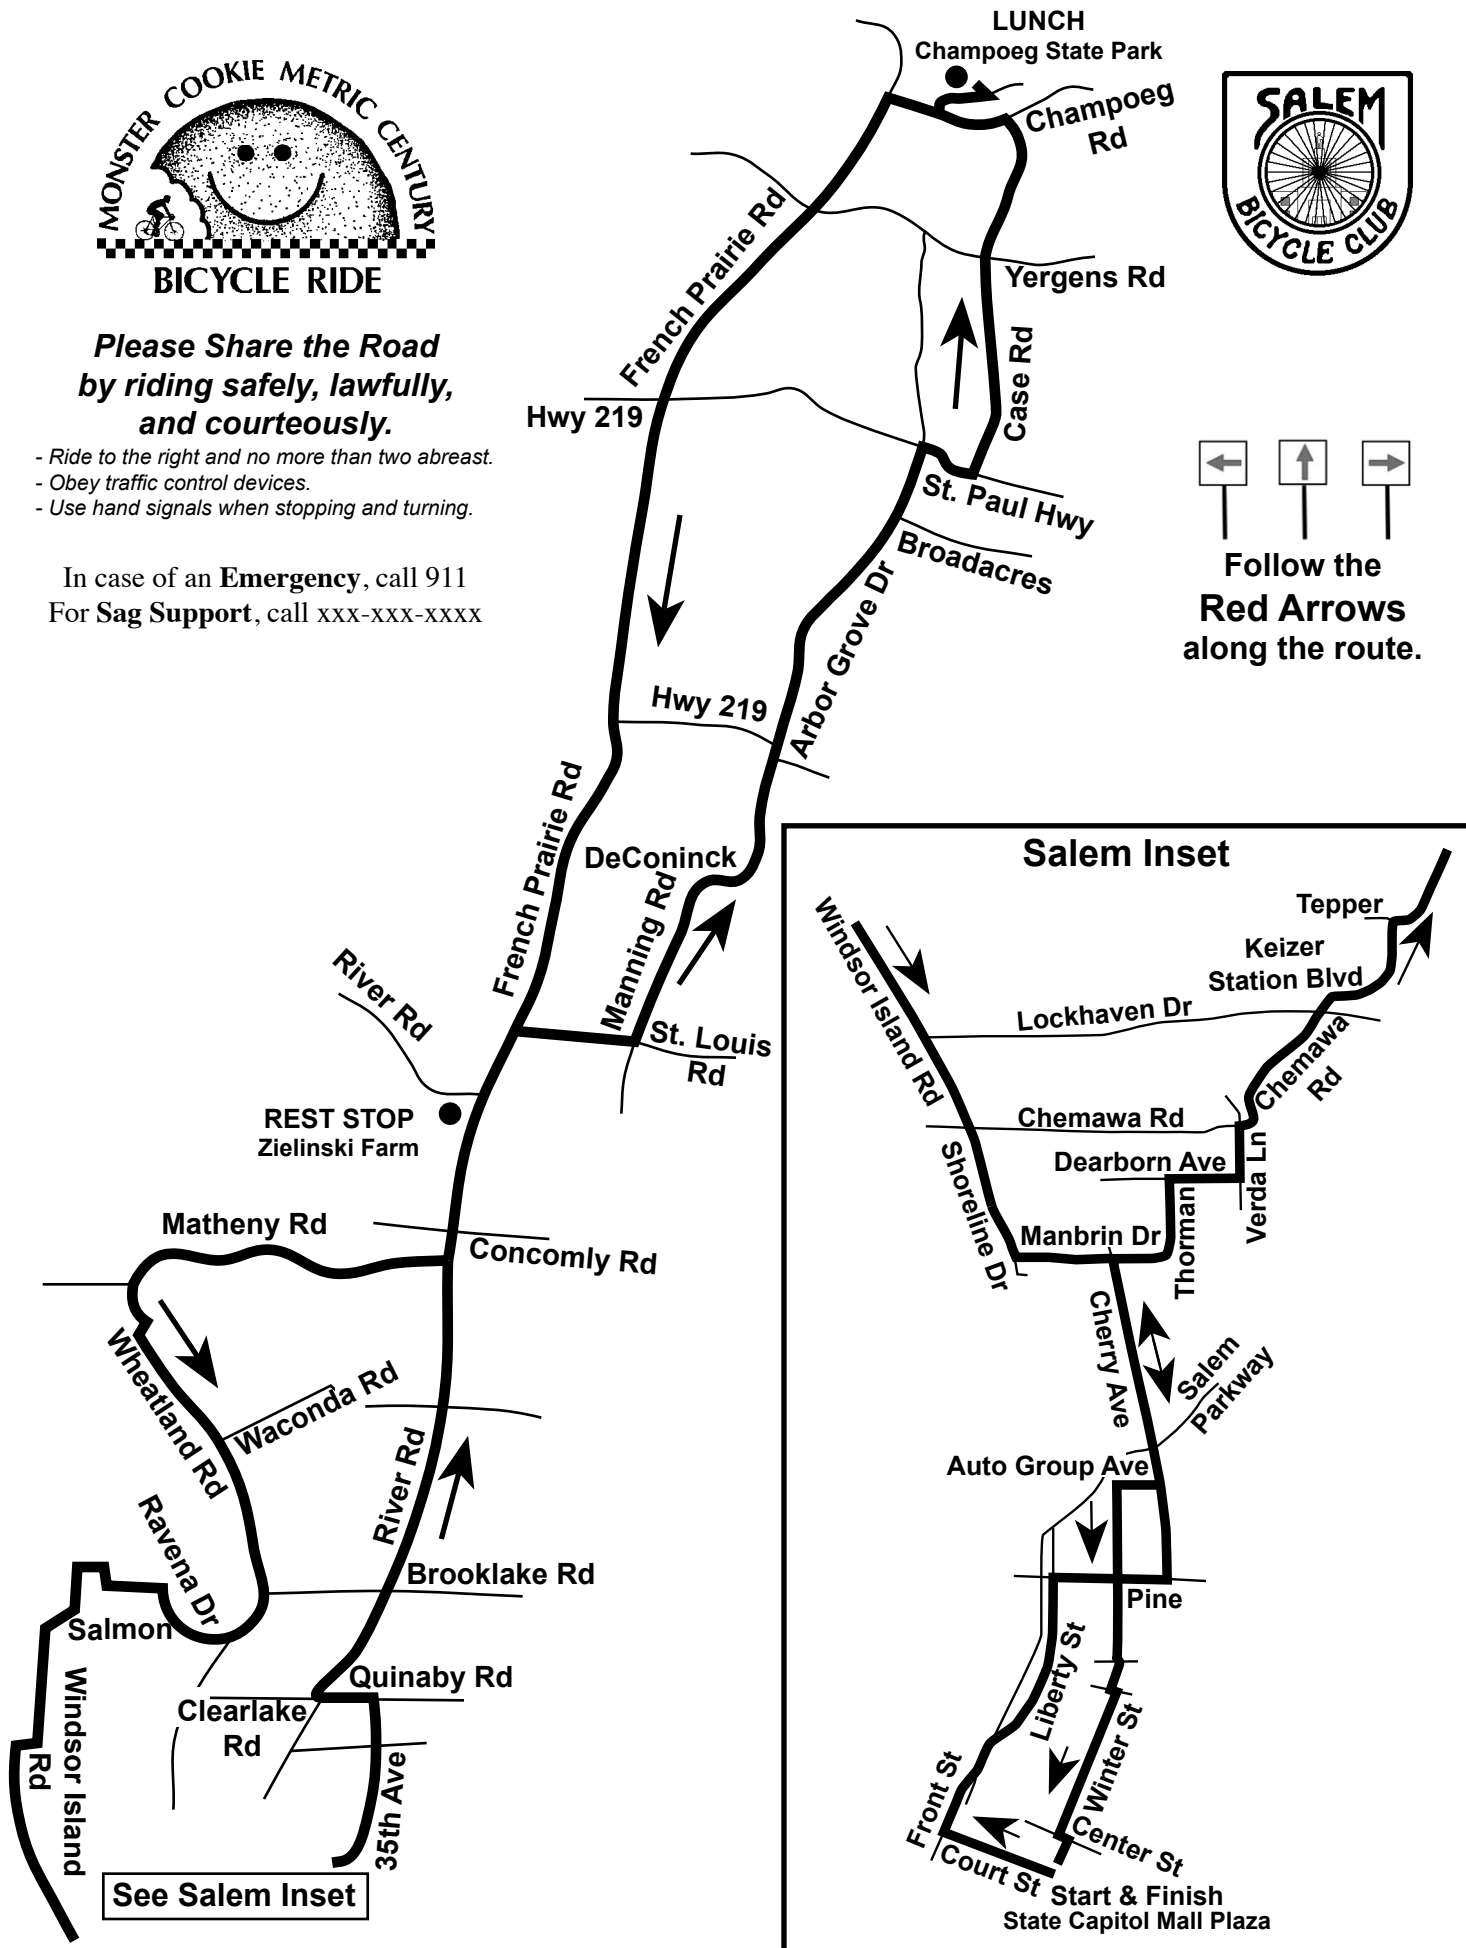 MONSTER COOKIE METRIC CENTURY
BICYCLE RIDE
Please Share the Road
by riding safely, lawfully,
and courteously.
- Ride to the right and no more than two abreast.
- Obey traffic control devices.
- Use hand signals when stopping and turning.
In case of an Emergency, call 911
For Sag Support, call xxx-xxx-xxxx
LUNCH
Champoeg State Park
Champoeg
Rd
SALEM
BICYCLE CLUB
French Prairie Rd
Yergens Rd
Case Rd
Hwy 219
St. Paul Hwy
Broadacres
Follow the
Red Arrows
along the route.
Arbor Grove Dr
Hwy 219
French Prairie Rd
DeConinck
Manning Rd
River Rd
St. Louis
Rd
REST STOP
Zielinski Farm
Matheny Rd
Concomly Rd
Wheatland Rd
Waconda Rd
River Rd
Ravena Dr
Brooklake Rd
Salmon
Windsor Island
Rd
Quinaby Rd
Clearlake
Rd
35th Ave
See Salem Inset
Salem Inset
Windsor Island Rd
Tepper
Keizer
Station Blvd
Lockhaven Dr
Chemawa
Rd
Chemawa Rd
Shoreline Dr
Dearborn Ave
Verda Ln
Manbrin Dr
Thorman
Cherry Ave
Salem
Parkway
Auto Group Ave
Pine
Liberty St
Winter St
Front St
Center St
Court St
Start & Finish
State Capitol Mall Plaza